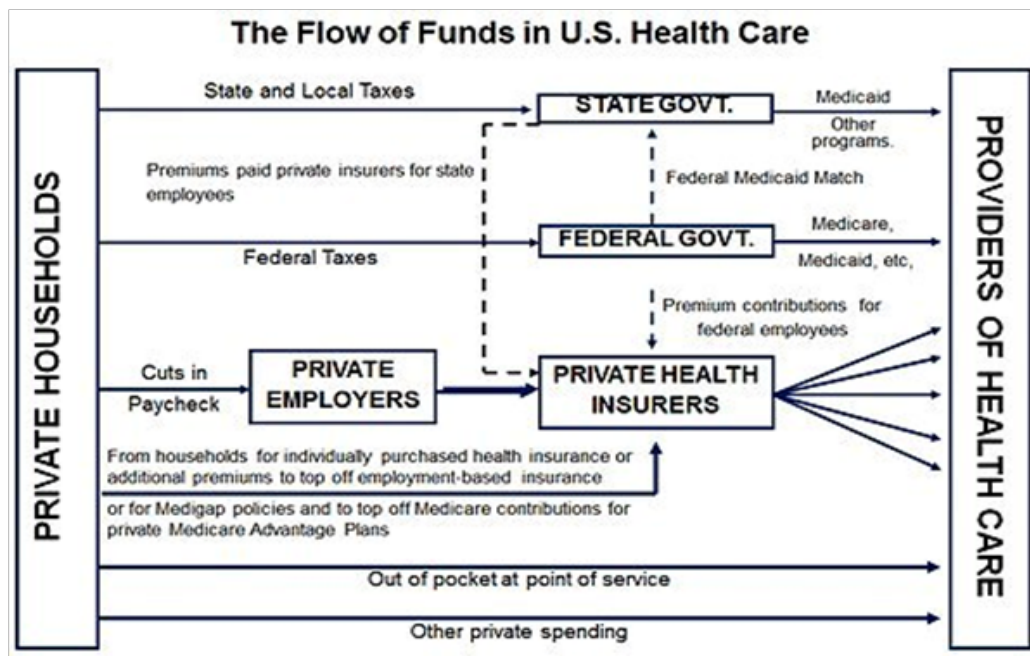 The Flow of Funds in U.S. Health Care
PRIVATE HOUSEHOLDS
State and Local Taxes
STATE GOVT.
Medicaid
Other
programs.
Premiums paid private insurers for state
employees
Federal Medicaid Match
Federal Taxes
FEDERAL GOVT.
Medicare,
Medicaid, etc,
Premium contributions for
federal employees
Cuts in
Paycheck
PRIVATE
EMPLOYERS
PRIVATE HEALTH
INSURERS
From households for individually purchased health insurance or
additional premiums to top off employment-based insurance
or for Medigap policies and to top off Medicare contributions for
private Medicare Advantage Plans
Out of pocket at point of service
Other private spending
PROVIDERS OF HEALTH CARE